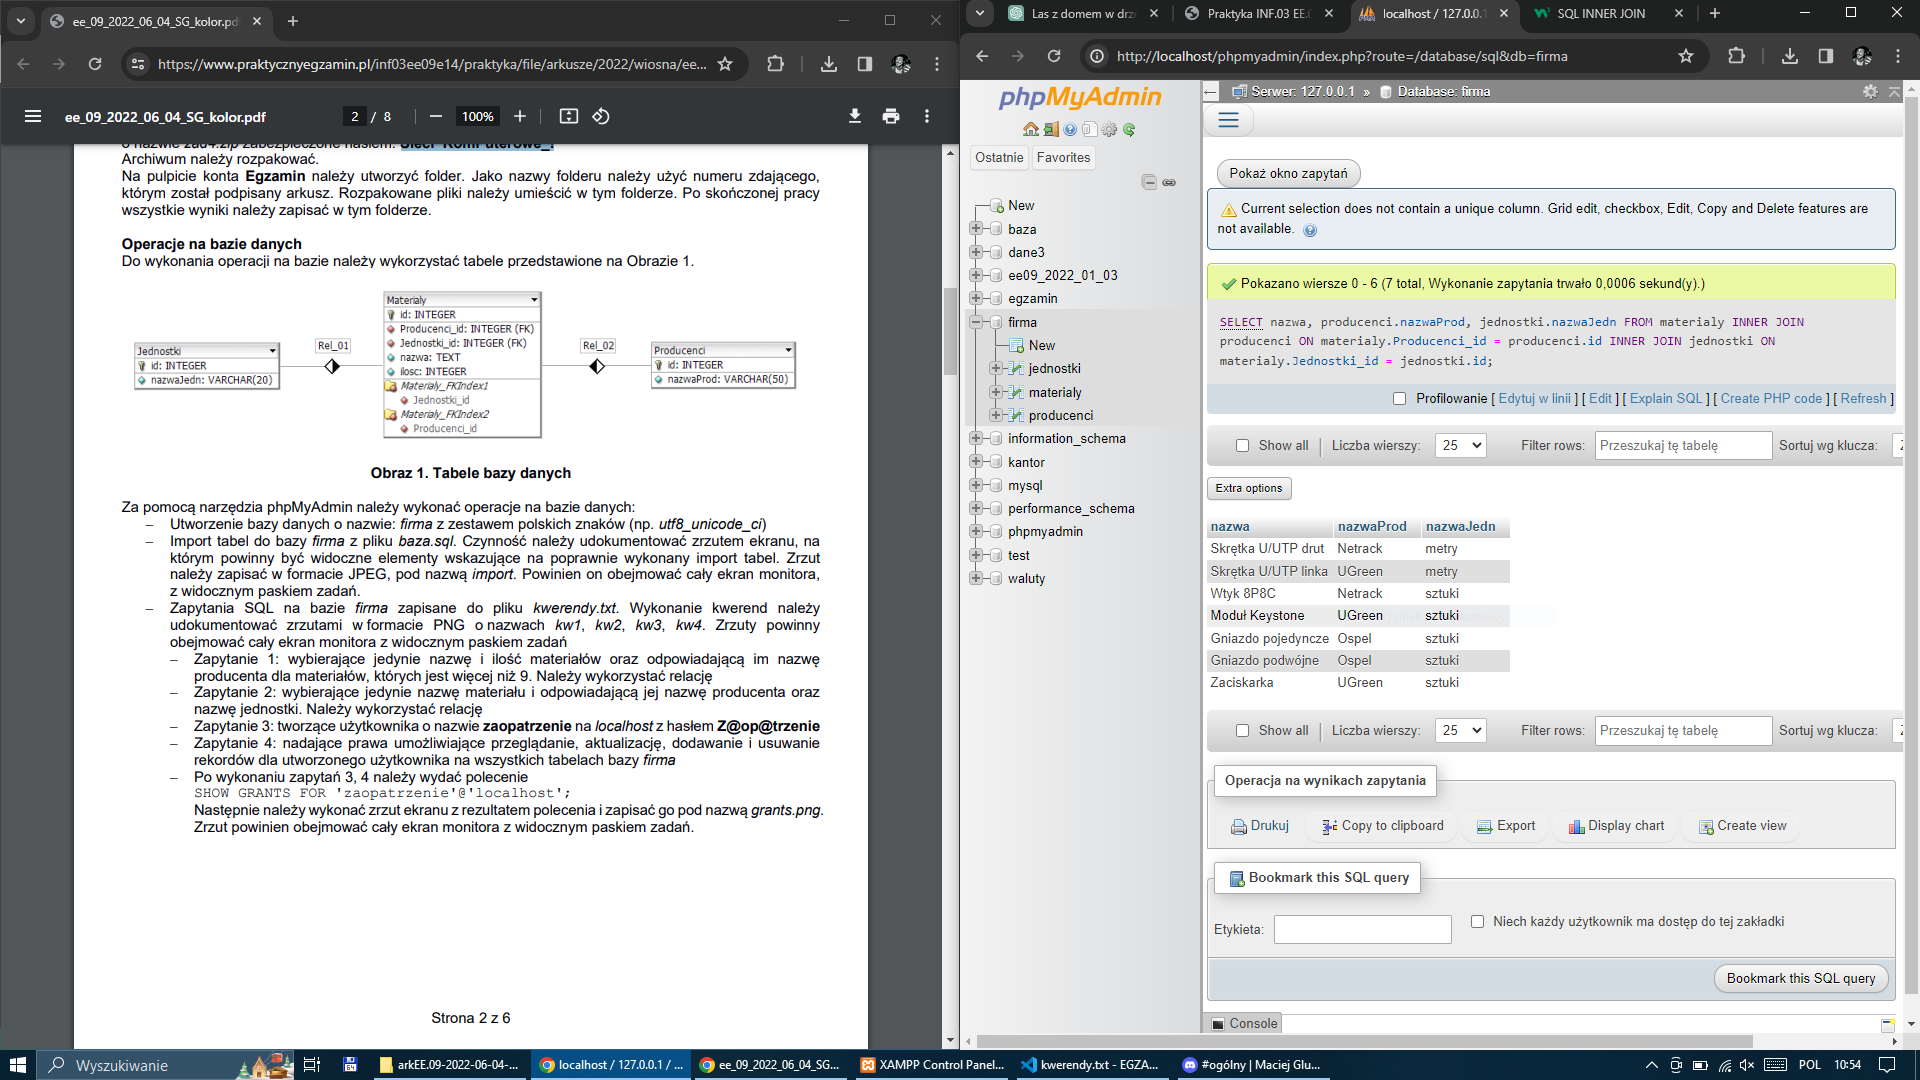 ee_09_2022_06_04_SG_kolor.pdf
https://www.praktycznyegzamin.pl/inf03ee09e14/praktyka/file/arkusze/2022/wiosna/ee...
ee_09_2022_06_04_SG_kolor.pdf
2 / 8
100%
Archiwum należy rozpakować.
Na pulpicie konta Egzamin należy utworzyć folder. Jako nazwy folderu należy użyć numeru zdającego,
którym został podpisany arkusz. Rozpakowane pliki należy umieścić w tym folderze. Po skończonej pracy
wszystkie wyniki należy zapisać w tym folderze.
Operacje na bazie danych
Do wykonania operacji na bazie należy wykorzystać tabele przedstawione na Obrazie 1.
Jednostki
id: INTEGER
nazwaJedn: VARCHAR(20)
Rel_01
Materialy
id: INTEGER
Producenci_id: INTEGER (FK)
Jednostki_id: INTEGER (FK)
nazwa: TEXT
ilosc: INTEGER
Materialy_FKIndex1
Jednostki_id
Materialy_FKIndex2
Producenci_id
Rel_02
Producenci
id: INTEGER
nazwaProd: VARCHAR(50)
Obraz 1. Tabele bazy danych
Za pomocą narzędzia phpMyAdmin należy wykonać operacje na bazie danych:
– Utworzenie bazy danych o nazwie: firma z zestawem polskich znaków (np. utf8_unicode_ci)
– Import tabel do bazy firma z pliku baza.sql. Czynność należy udokumentować zrzutem ekranu, na
którym powinny być widoczne elementy wskazujące na poprawnie wykonany import tabel. Zrzut
należy zapisać w formacie JPEG, pod nazwą import. Powinien on obejmować cały ekran monitora,
z widocznym paskiem zadań.
– Zapytania SQL na bazie firma zapisane do pliku kwerendy.txt. Wykonanie kwerend należy
udokumentować zrzutami w formacie PNG o nazwach kw1, kw2, kw3, kw4. Zrzuty powinny
obejmować cały ekran monitora z widocznym paskiem zadań
– Zapytanie 1: wybierające jedynie nazwę i ilość materiałów oraz odpowiadającą im nazwę
producenta dla materiałów, których jest więcej niż 9. Należy wykorzystać relację
– Zapytanie 2: wybierające jedynie nazwę materiału i odpowiadającą jej nazwę producenta oraz
nazwę jednostki. Należy wykorzystać relację
– Zapytanie 3: tworzące użytkownika o nazwie zaopatrzenie na localhost z hasłem Z@op@trzenie
– Zapytanie 4: nadające prawa umożliwiające przeglądanie, aktualizację, dodawanie i usuwanie
rekordów dla utworzonego użytkownika na wszystkich tabelach bazy firma
– Po wykonaniu zapytań 3, 4 należy wydać polecenie
SHOW GRANTS FOR 'zaopatrzenie'@'localhost';
Następnie należy wykonać zrzut ekranu z rezultatem polecenia i zapisać go pod nazwą grants.png.
Zrzut powinien obejmować cały ekran monitora z widocznym paskiem zadań.
Strona 2 z 6
Las z domem w drz
Praktyka INF.03 EE.0
localhost / 127.0.0.1
SQL INNER JOIN
http://localhost/phpmyadmin/index.php?route=/database/sql&db=firma
phpMyAdmin
Ostatnie
Favorites
New
baza
dane3
ee09_2022_01_03
egzamin
firma
New
jednostki
materialy
producenci
information_schema
kantor
mysql
performance_schema
phpmyadmin
test
waluty
Serwer: 127.0.0.1 » Database: firma
Pokaż okno zapytań
Current selection does not contain a unique column. Grid edit, checkbox, Edit, Copy and Delete features are
not available.
Pokazano wiersze 0 - 6 (7 total, Wykonanie zapytania trwało 0,0006 sekund(y).)
SELECT nazwa, producenci.nazwaProd, jednostki.nazwaJedn FROM materialy INNER JOIN
producenci ON materialy.Producenci_id = producenci.id INNER JOIN jednostki ON
materialy.Jednostki_id = jednostki.id;
Profilowanie [ Edytuj w linii ] [ Edit ] [ Explain SQL ] [ Create PHP code ] [ Refresh ]
Show all Liczba wierszy: 25 Filter rows: Przeszukaj tę tabelę Sortuj wg klucza:
Extra options
nazwa nazwaProd nazwaJedn
Skrętka U/UTP drut Netrack metry
Skrętka U/UTP linka UGreen metry
Wtyk 8P8C Netrack sztuki
Moduł Keystone UGreen sztuki
Gniazdo pojedyncze Ospel sztuki
Gniazdo podwójne Ospel sztuki
Zaciskarka UGreen sztuki
Show all Liczba wierszy: 25 Filter rows: Przeszukaj tę tabelę Sortuj wg klucza:
Operacja na wynikach zapytania
Drukuj Copy to clipboard Export Display chart Create view
Bookmark this SQL query
Etykieta:
Niech każdy użytkownik ma dostęp do tej zakładki
Bookmark this SQL query
Console
Wyszukiwanie
arkEE.09-2022-06-04-...
localhost / 127.0.0.1 / ...
ee_09_2022_06_04_SG...
XAMPP Control Panel...
kwerendy.txt - EGZA...
#ogólny | Maciej Glu...
POL
10:54